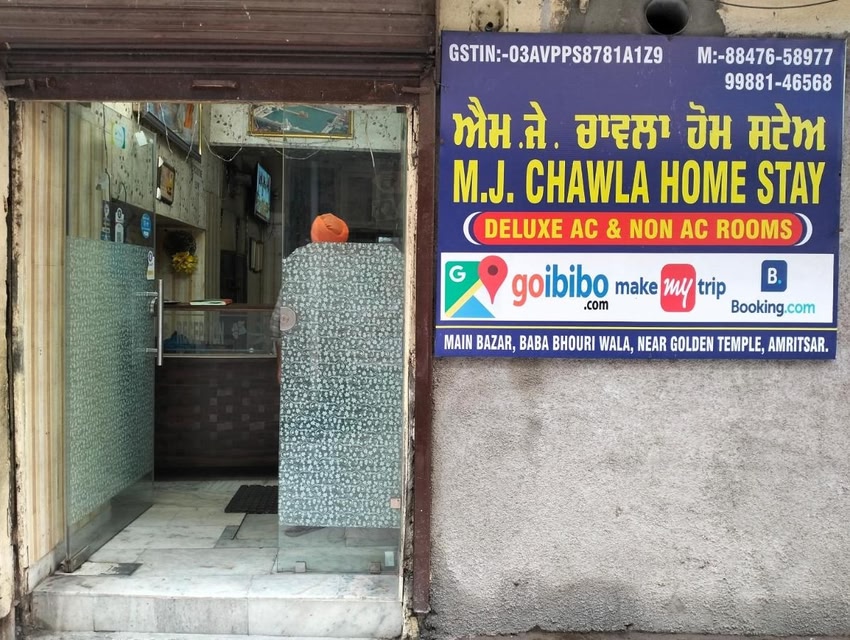 GSTIN:-03AVPPS8781A1Z9 M:-88476-58977
99881-46568
ਐਮ.ਜੇ. ਚਾਵਲਾ ਹੋਮ ਸਟੇਅ
M.J. CHAWLA HOME STAY
DELUXE AC & NON AC ROOMS
G goibibo.com make my trip B. Booking.com
MAIN BAZAR, BABA BHOURI WALA, NEAR GOLDEN TEMPLE, AMRITSAR.